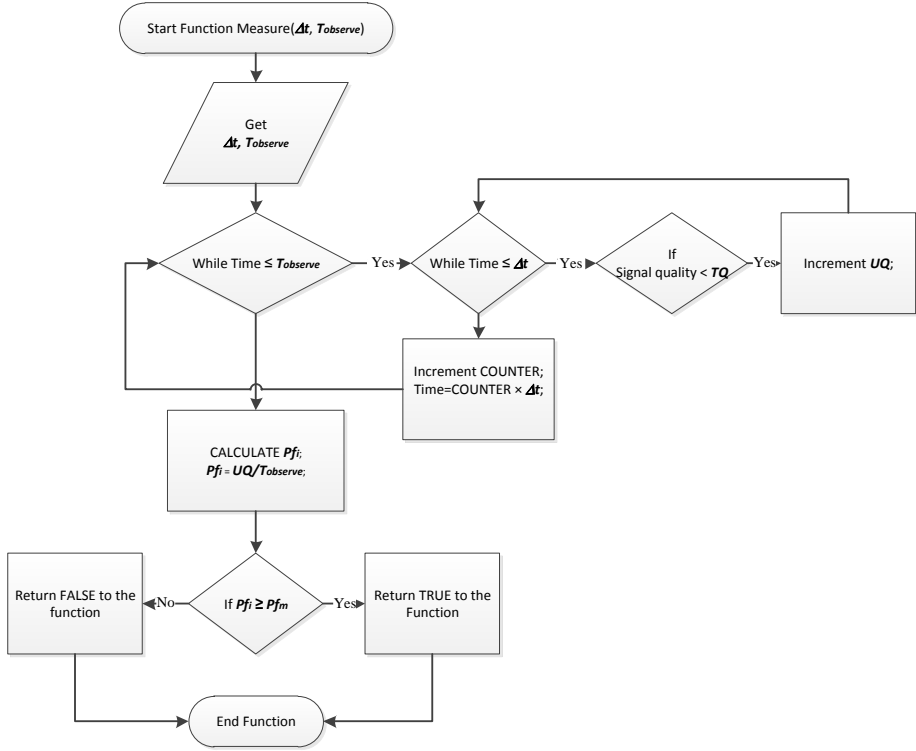 Start Function Measure(Δt, Tobserve)
Get
Δt, Tobserve
While Time ≤ Tobserve
Yes
While Time ≤ Δt
Yes
If
Signal quality < TQ
Yes
Increment UQ;
Increment COUNTER;
Time=COUNTER × Δt;
CALCULATE Pfi;
Pfi = UQ/Tobserve;
If Pfi ≥ Pfm
No
Yes
Return FALSE to the
function
Return TRUE to the
Function
End Function